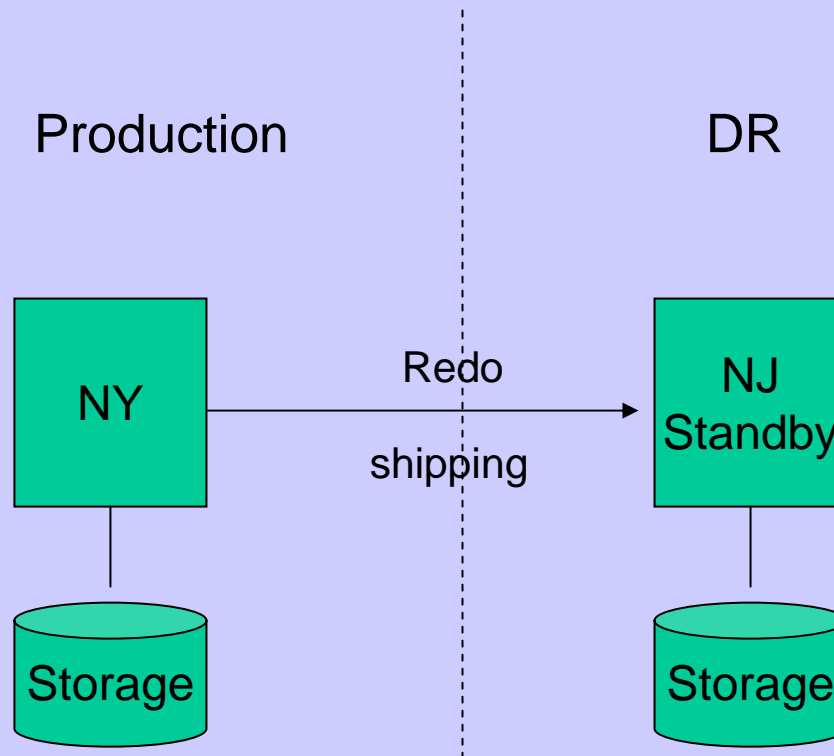 Production
DR
NY
Redo
shipping
NJ
Standby
Storage
Storage